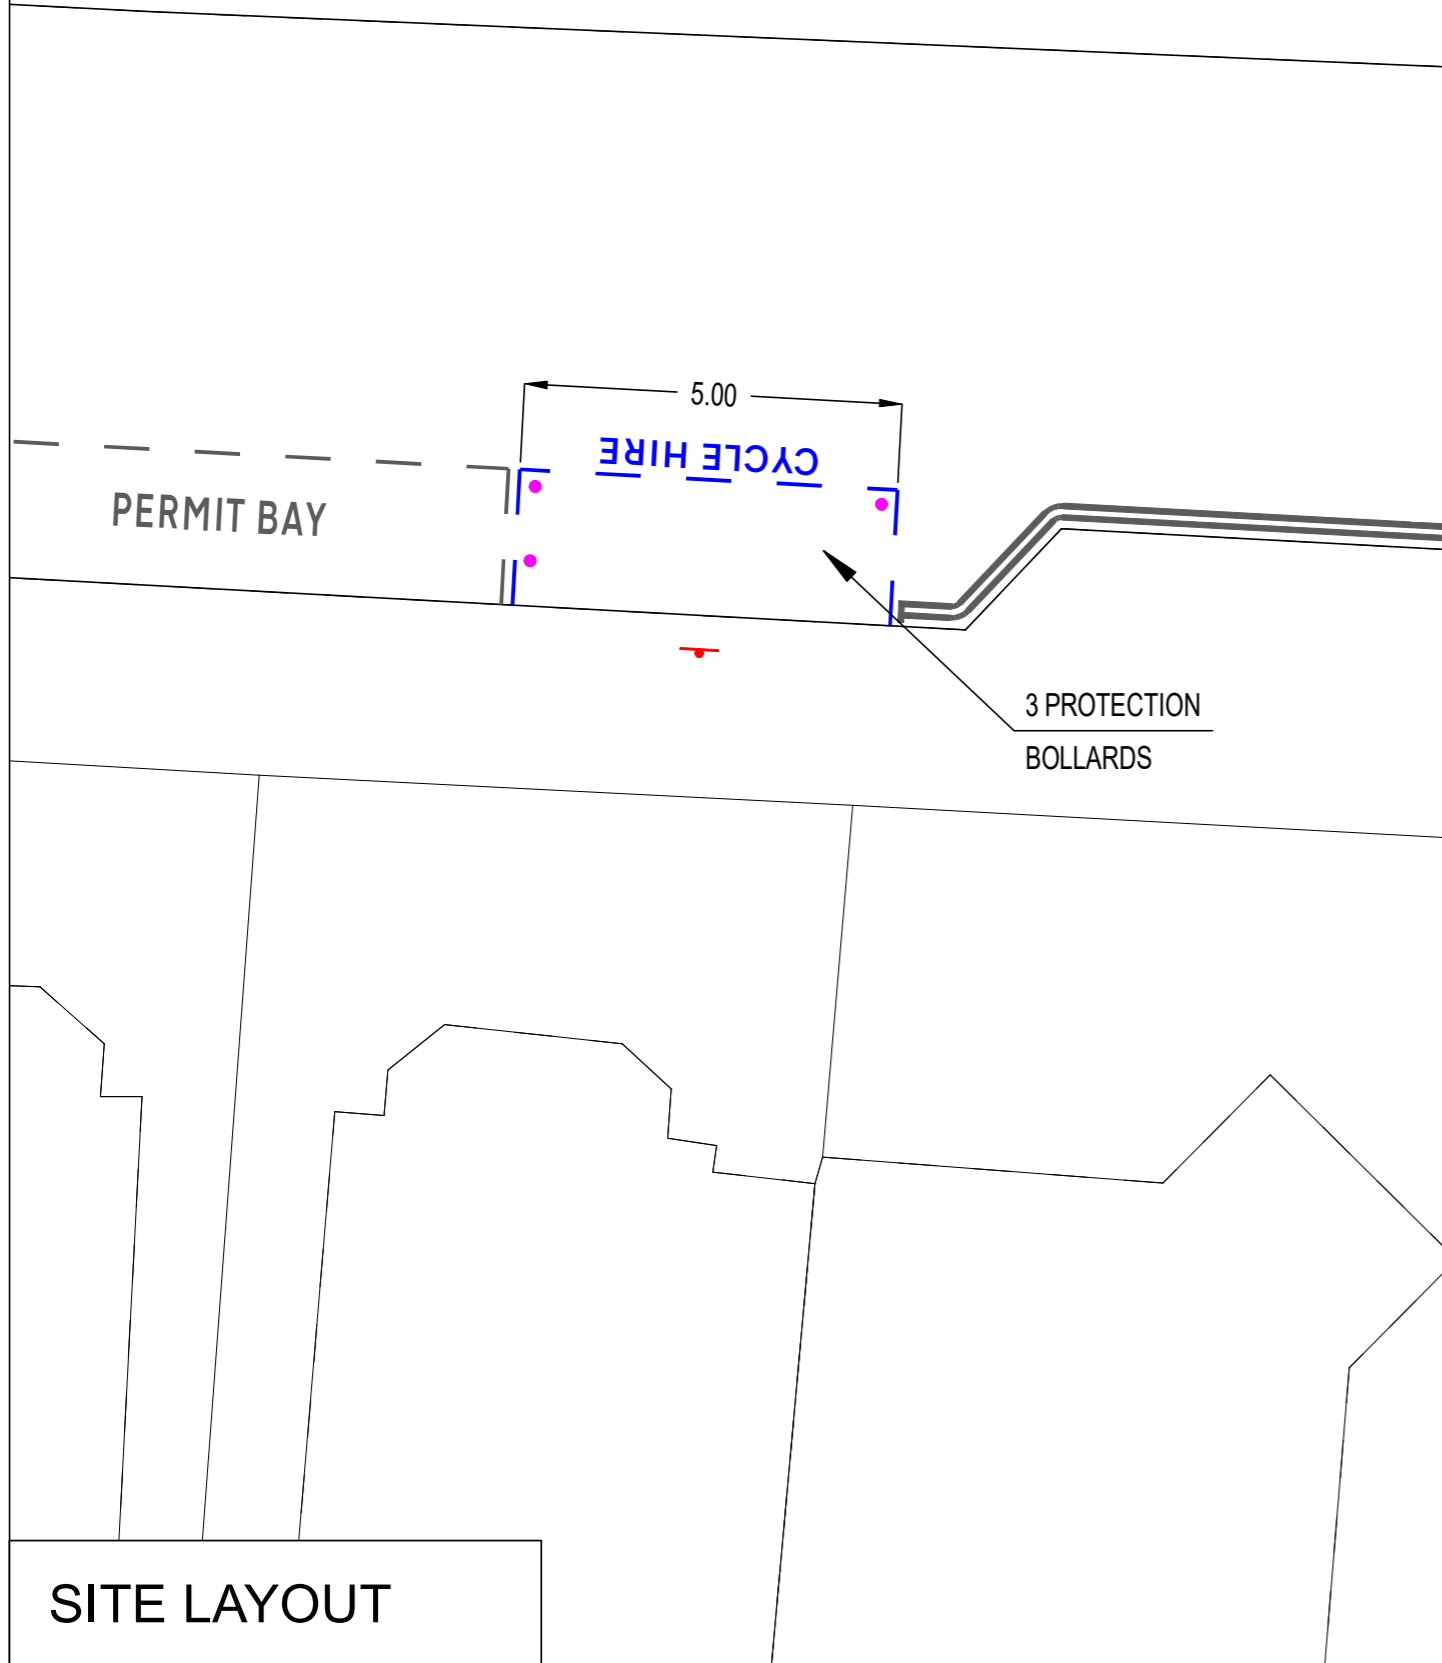 5.00
CYCLE HIRE
PERMIT BAY
3 PROTECTION
BOLLARDS
SITE LAYOUT